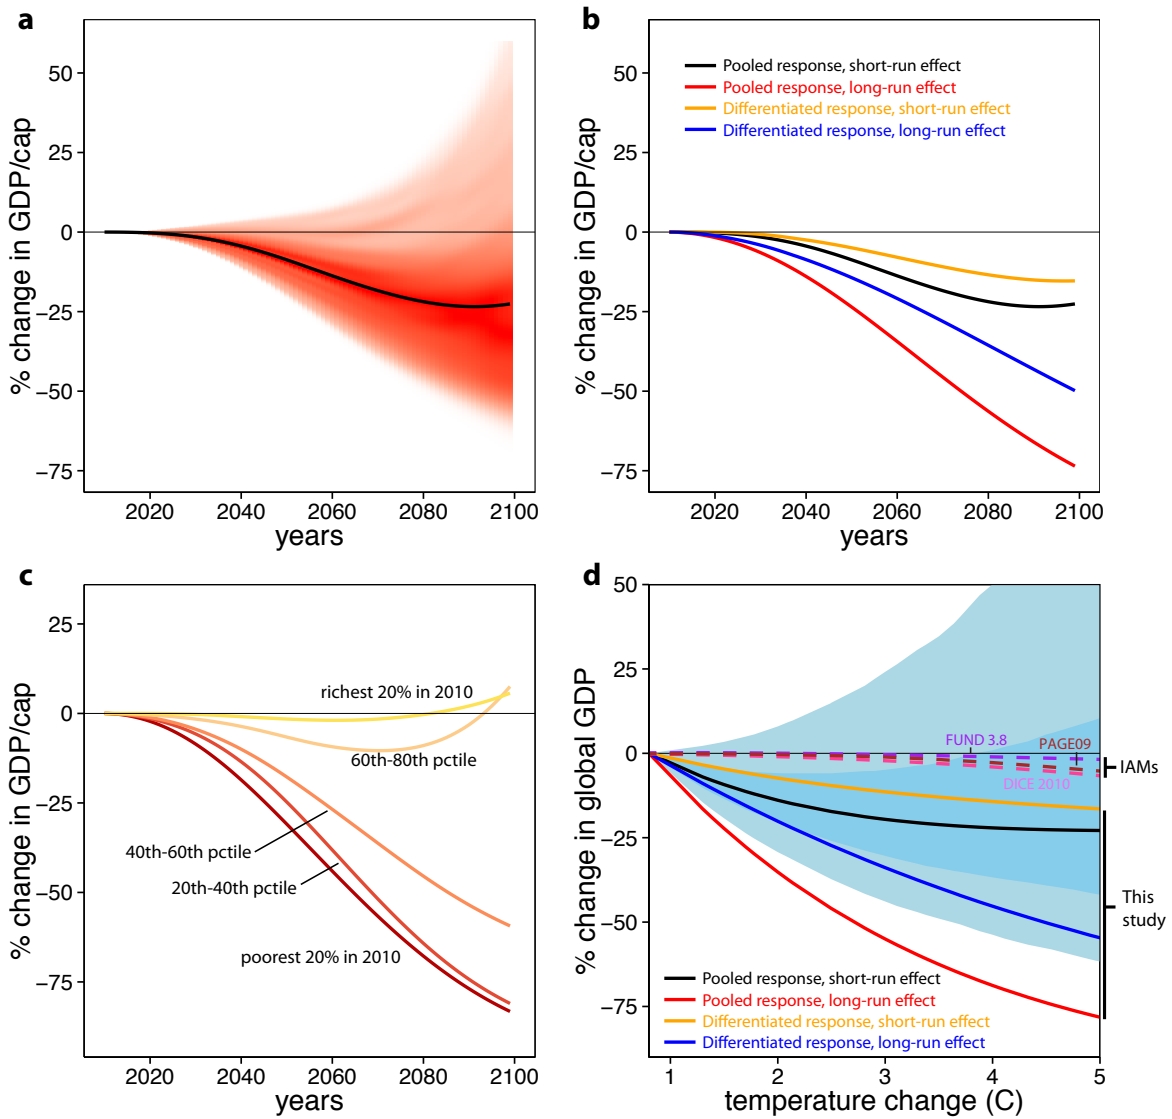 a
% change in GDP/cap
50
25
0
−25
−50
−75
2020 2040 2060 2080 2100
years
b
% change in GDP/cap
50
25
0
−25
−50
−75
Pooled response, short-run effect
Pooled response, long-run effect
Differentiated response, short-run effect
Differentiated response, long-run effect
2020 2040 2060 2080 2100
years
c
% change in GDP/cap
25
0
−25
−50
−75
richest 20% in 2010
60th-80th pctile
40th-60th pctile
20th-40th pctile
poorest 20% in 2010
2020 2040 2060 2080 2100
years
d
% change in global GDP
50
25
0
−25
−50
−75
FUND 3.8
PAGE09
DICE 2010
IAMs
This
study
Pooled response, short-run effect
Pooled response, long-run effect
Differentiated response, short-run effect
Differentiated response, long-run effect
1 2 3 4 5
temperature change (C)